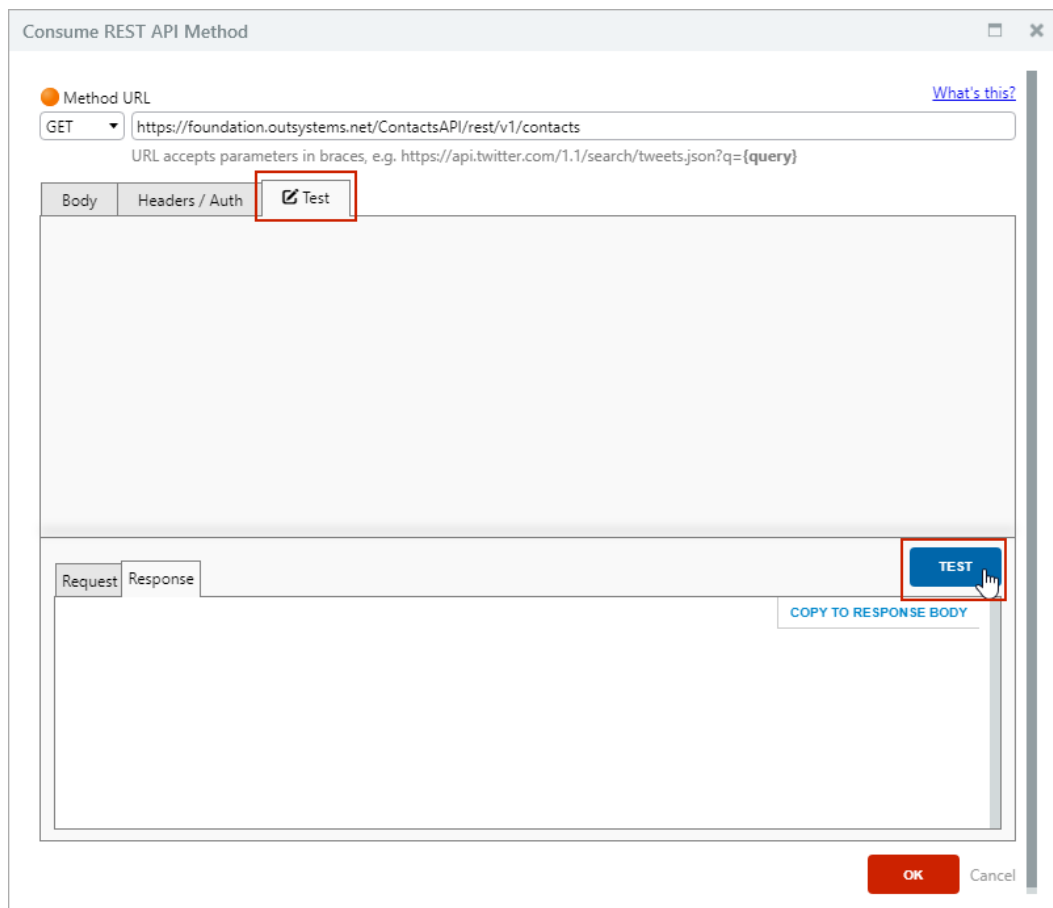 Consume REST API Method
Method URL
What's this?
GET
https://foundation.outsystems.net/ContactsAPI/rest/v1/contacts
URL accepts parameters in braces, e.g. https://api.twitter.com/1.1/search/tweets.json?q={query}
Body
Headers / Auth
Test
TEST
Request
Response
COPY TO RESPONSE BODY
OK
Cancel